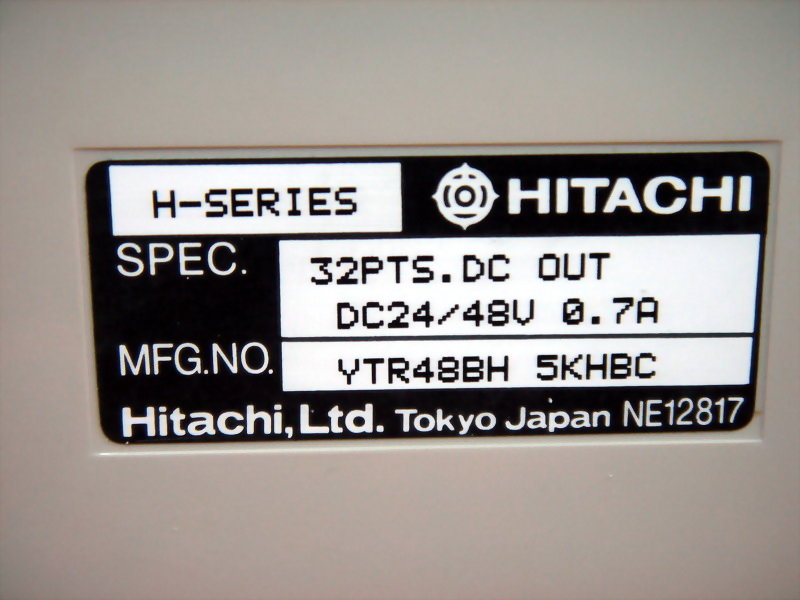 H-SERIES HITACHI
SPEC. 32PTS.DC OUT
DC24/48V 0.7A
MFG.NO. YTR48BH 5KHBC
Hitachi,Ltd. Tokyo Japan NE12817